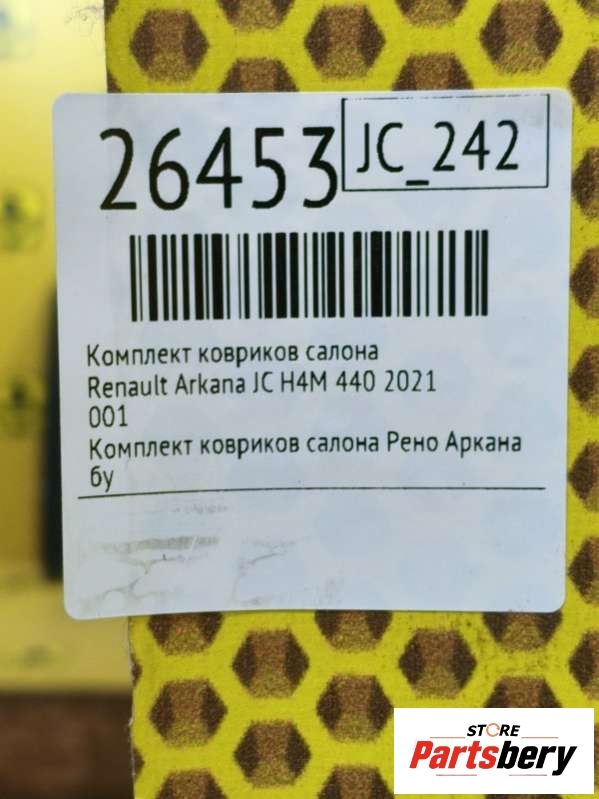 26453
JC_242
Комплект ковриков салона
Renault Arkana JC H4M 440 2021
001
Комплект ковриков салона Рено Аркана
бу
STORE
Partsbery